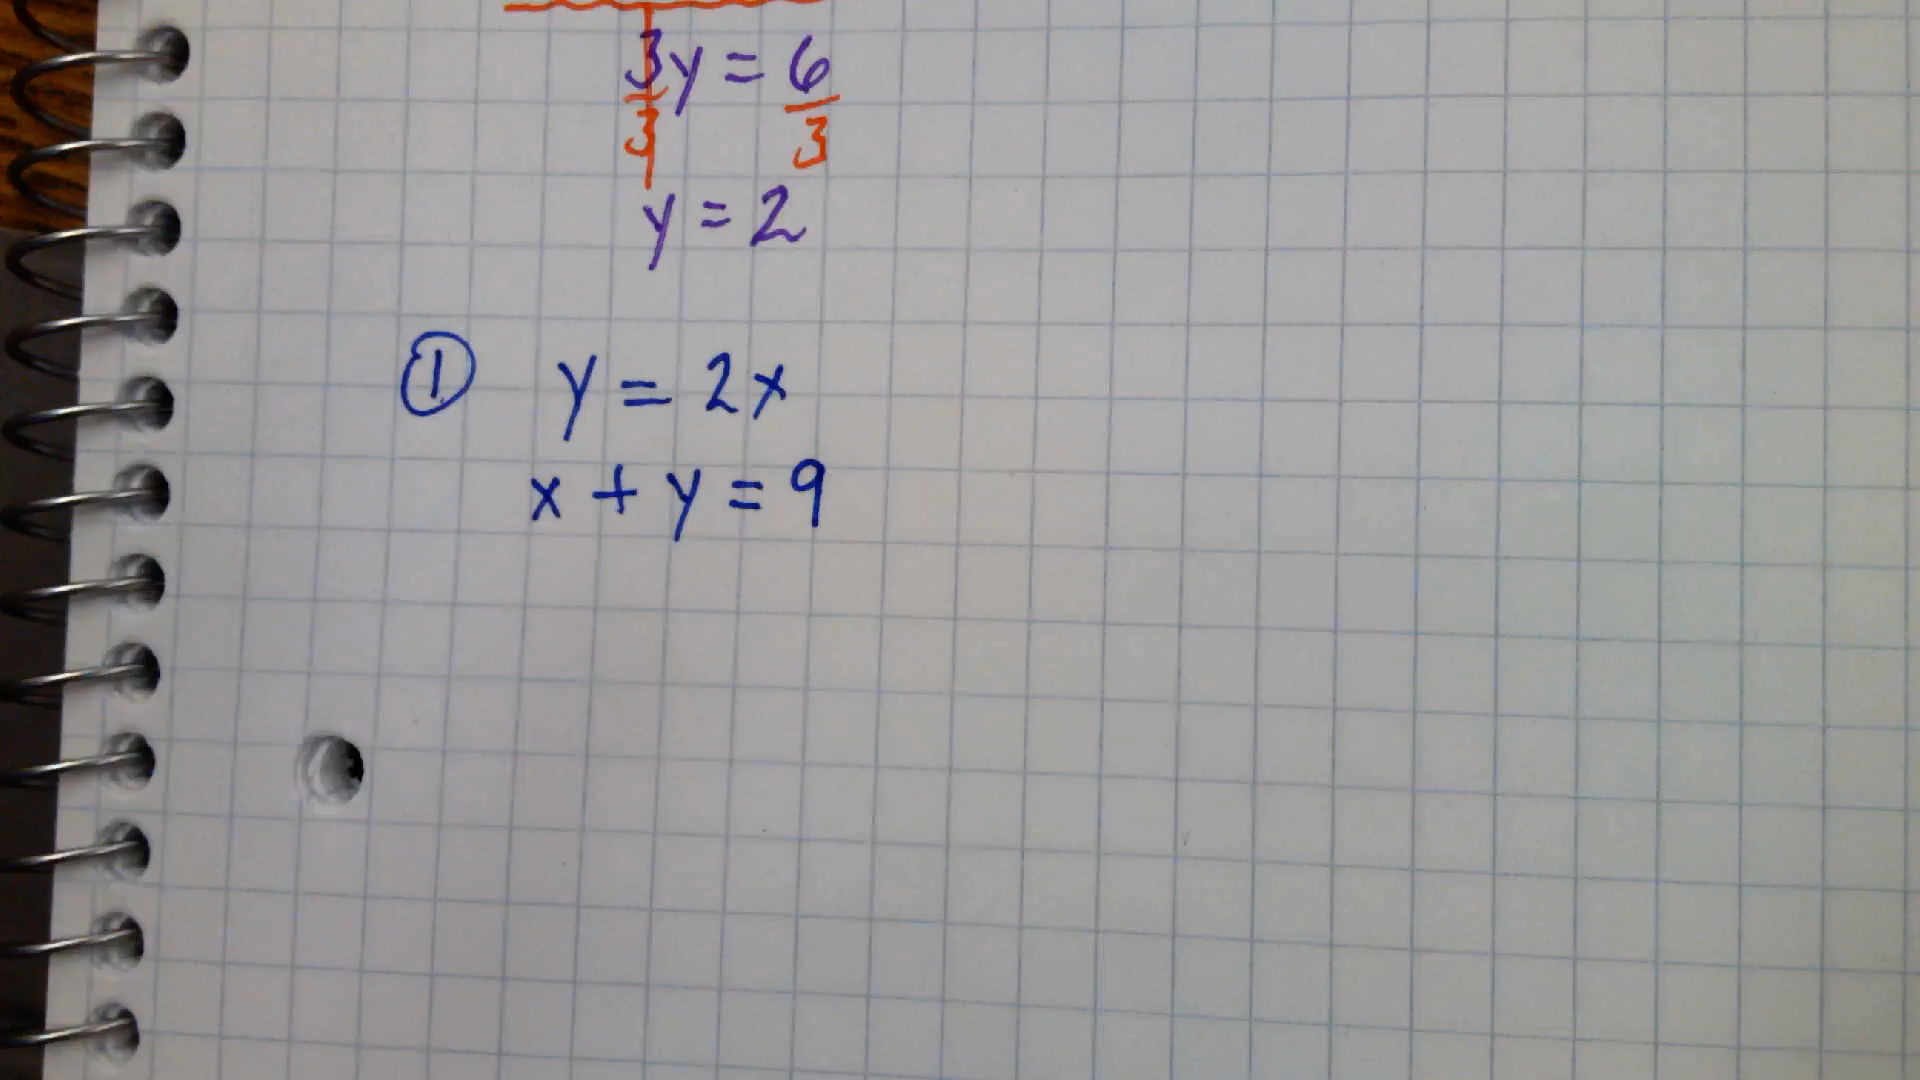 3y = 6
3 3
y = 2
① y = 2x
x + y = 9